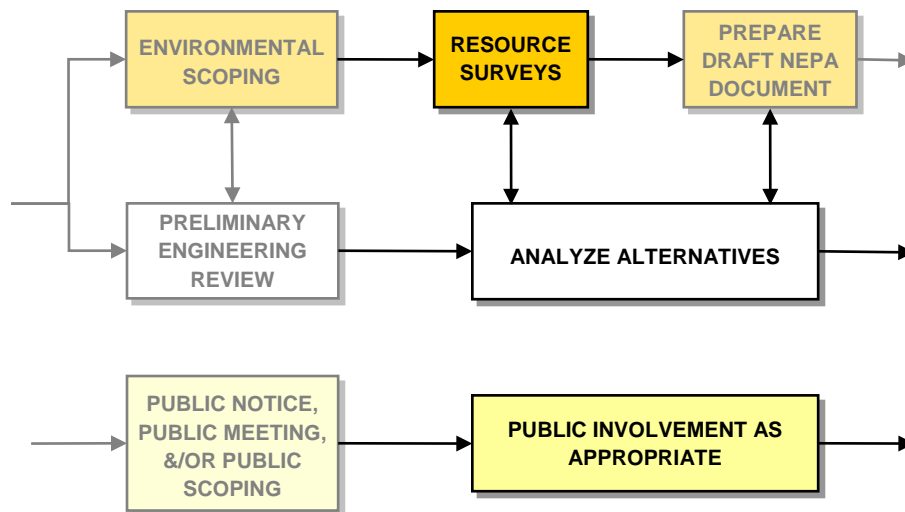 ENVIRONMENTAL
SCOPING
RESOURCE
SURVEYS
PREPARE
DRAFT NEPA
DOCUMENT
PRELIMINARY
ENGINEERING
REVIEW
ANALYZE ALTERNATIVES
PUBLIC NOTICE,
PUBLIC MEETING,
&/OR PUBLIC
SCOPING
PUBLIC INVOLVEMENT AS
APPROPRIATE